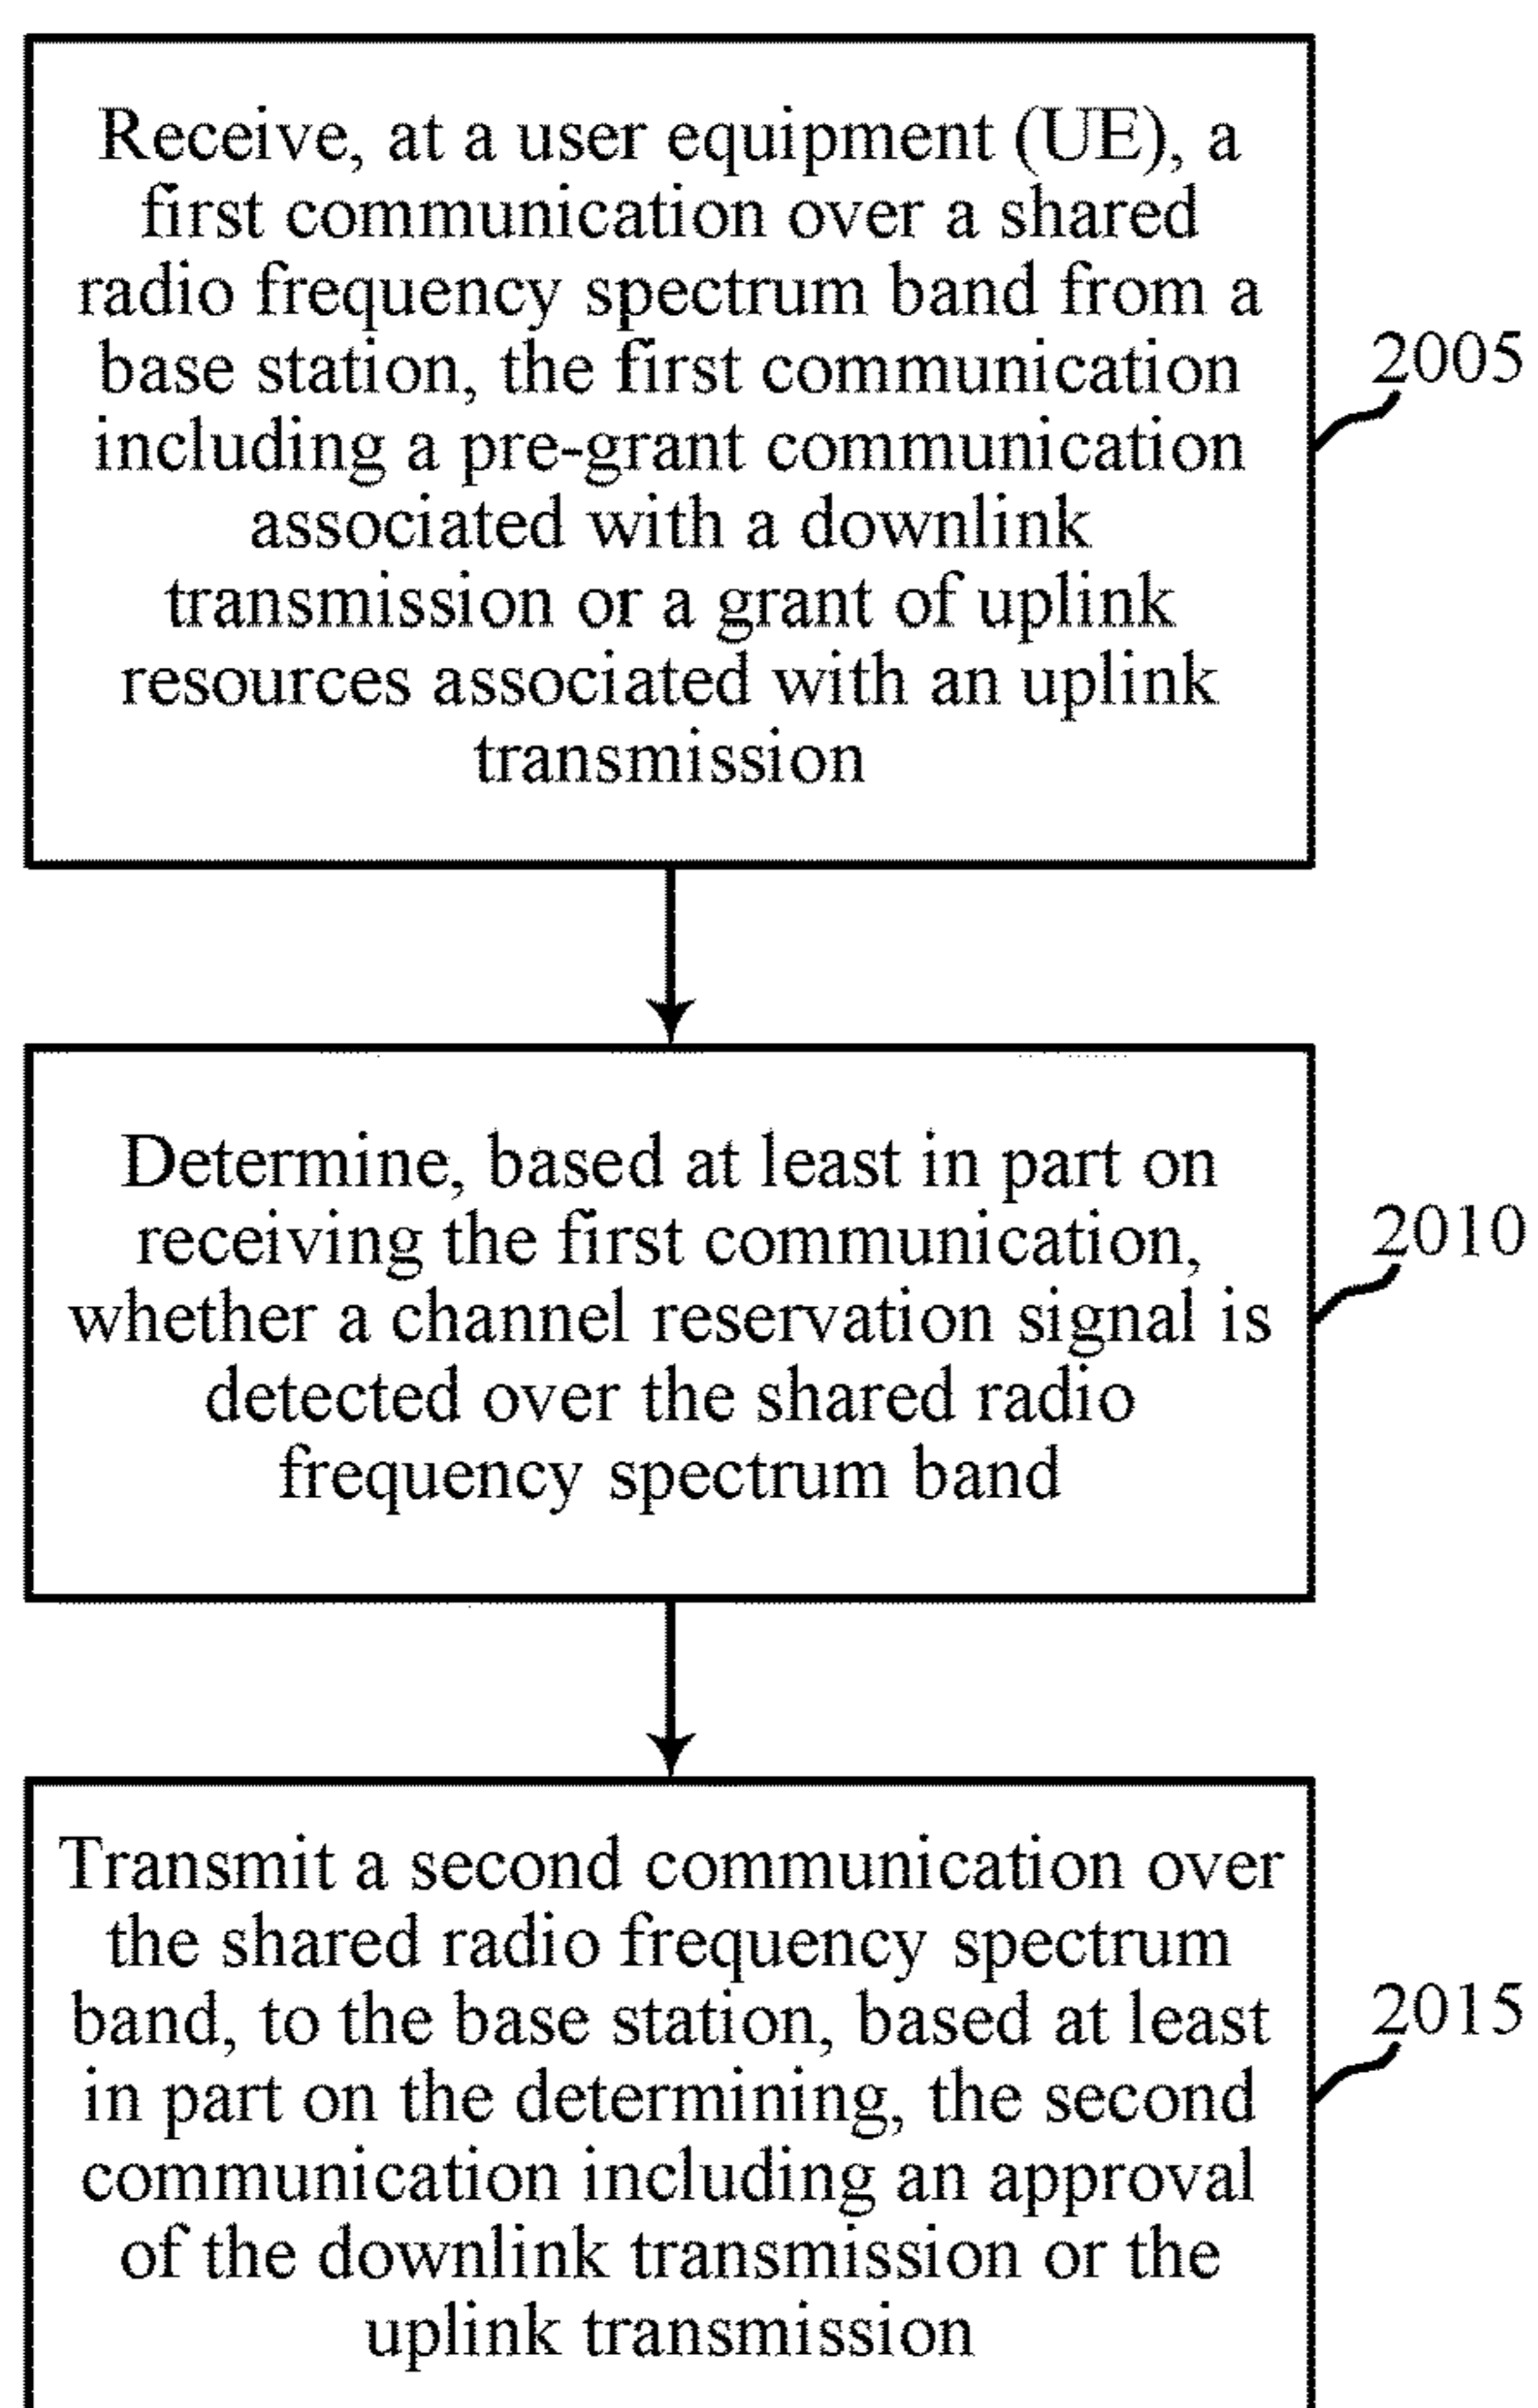 Receive, at a user equipment (UE), a
first communication over a shared
radio frequency spectrum band from a
base station, the first communication
including a pre-grant communication
associated with a downlink
transmission or a grant of uplink
resources associated with an uplink
transmission
2005
Determine, based at least in part on
receiving the first communication,
whether a channel reservation signal is
detected over the shared radio
frequency spectrum band
2010
Transmit a second communication over
the shared radio frequency spectrum
band, to the base station, based at least
in part on the determining, the second
communication including an approval
of the downlink transmission or the
uplink transmission
2015